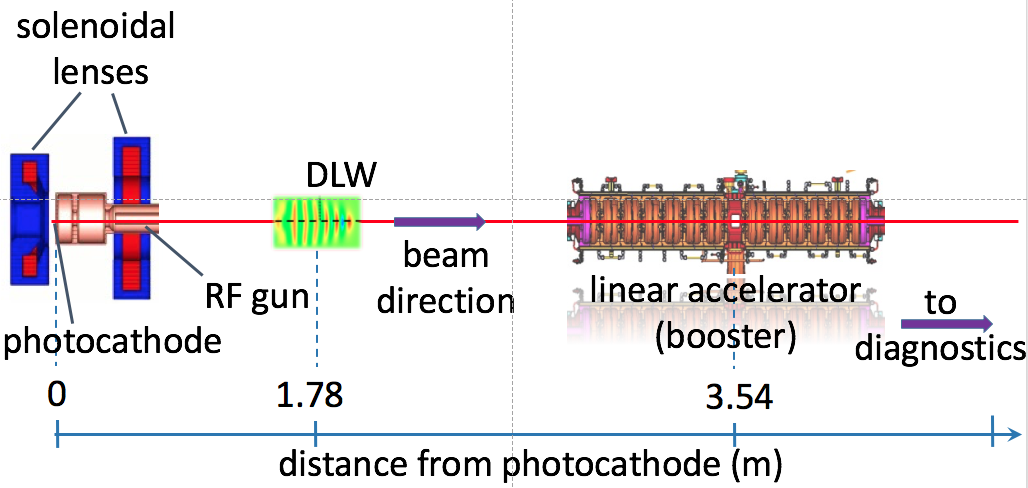 solenoidal
lenses
DLW
beam
direction
RF gun
photocathode
linear accelerator
(booster)
to
diagnostics
0
1.78
3.54
distance from photocathode (m)